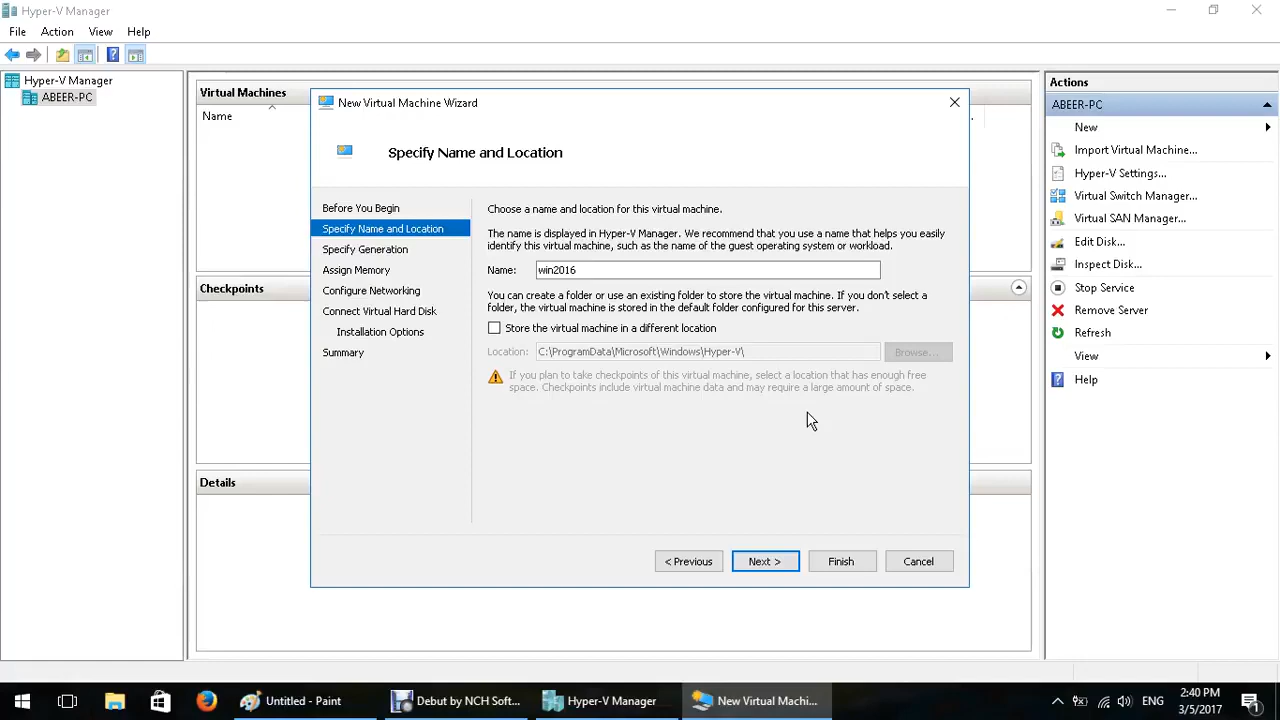 Hyper-V Manager
File Action View Help
Hyper-V Manager
ABEER-PC
Virtual Machines
Name
Checkpoints
Details
New Virtual Machine Wizard
Specify Name and Location
Before You Begin
Specify Name and Location
Specify Generation
Assign Memory
Configure Networking
Connect Virtual Hard Disk
Installation Options
Summary
Choose a name and location for this virtual machine.
The name is displayed in Hyper-V Manager. We recommend that you use a name that helps you easily
identify this virtual machine, such as the name of the guest operating system or workload.
Name: win2016
You can create a folder or use an existing folder to store the virtual machine. If you don't select a
folder, the virtual machine is stored in the default folder configured for this server.
Store the virtual machine in a different location
Location: C:\ProgramData\Microsoft\Windows\Hyper-V\ Browse...
If you plan to take checkpoints of this virtual machine, select a location that has enough free
space. Checkpoints include virtual machine data and may require a large amount of space.
< Previous Next > Finish Cancel
Actions
ABEER-PC
New
Import Virtual Machine...
Hyper-V Settings...
Virtual Switch Manager...
Virtual SAN Manager...
Edit Disk...
Inspect Disk...
Stop Service
Remove Server
Refresh
View
Help
Untitled - Paint Debut by NCH Soft... Hyper-V Manager New Virtual Machi... ENG 2:40 PM
3/5/2017 1